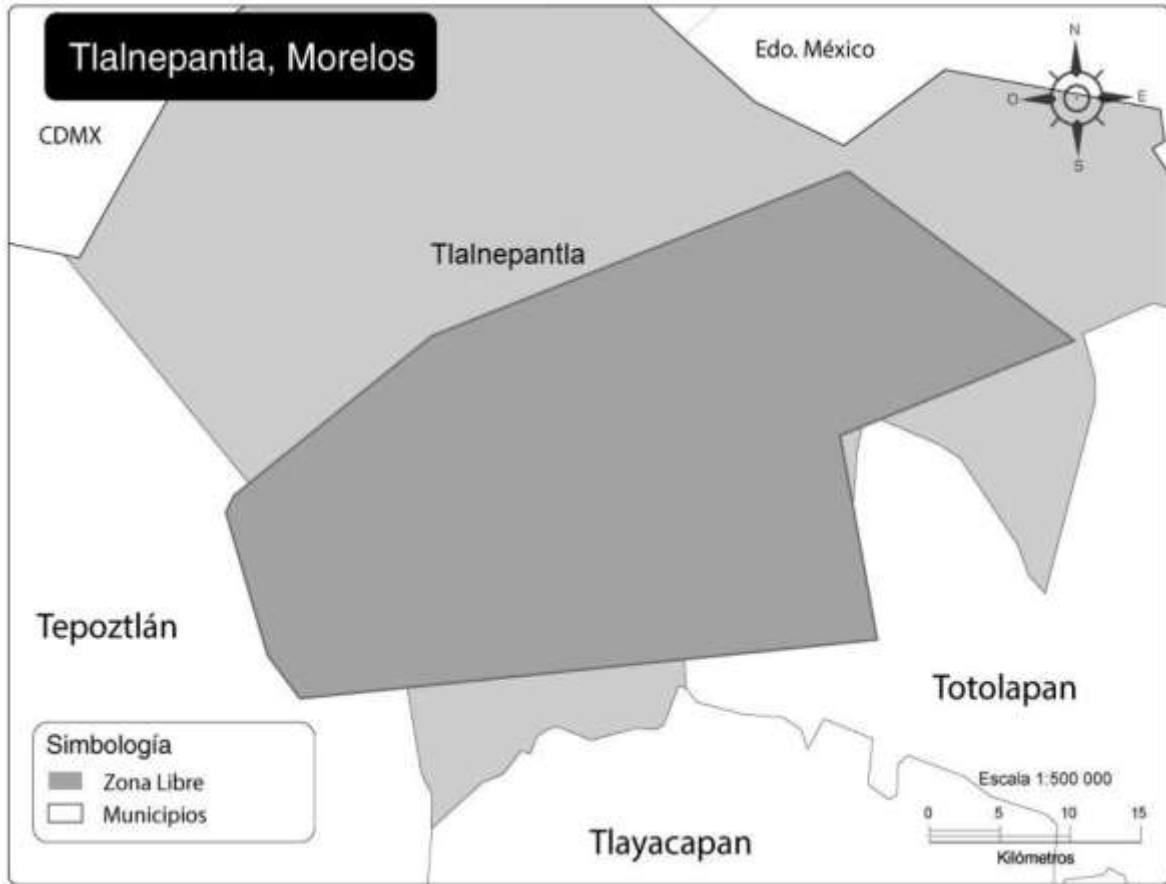 Tlalnepantla, Morelos
Edo. México
N
CDMX
O
E
S
Tlalnepantla
Tepoztlán
Totolapan
Simbología
Zona Libre
Municipios
Escala 1:500 000
0 5 10 15
Kilómetros
Tlayacapan